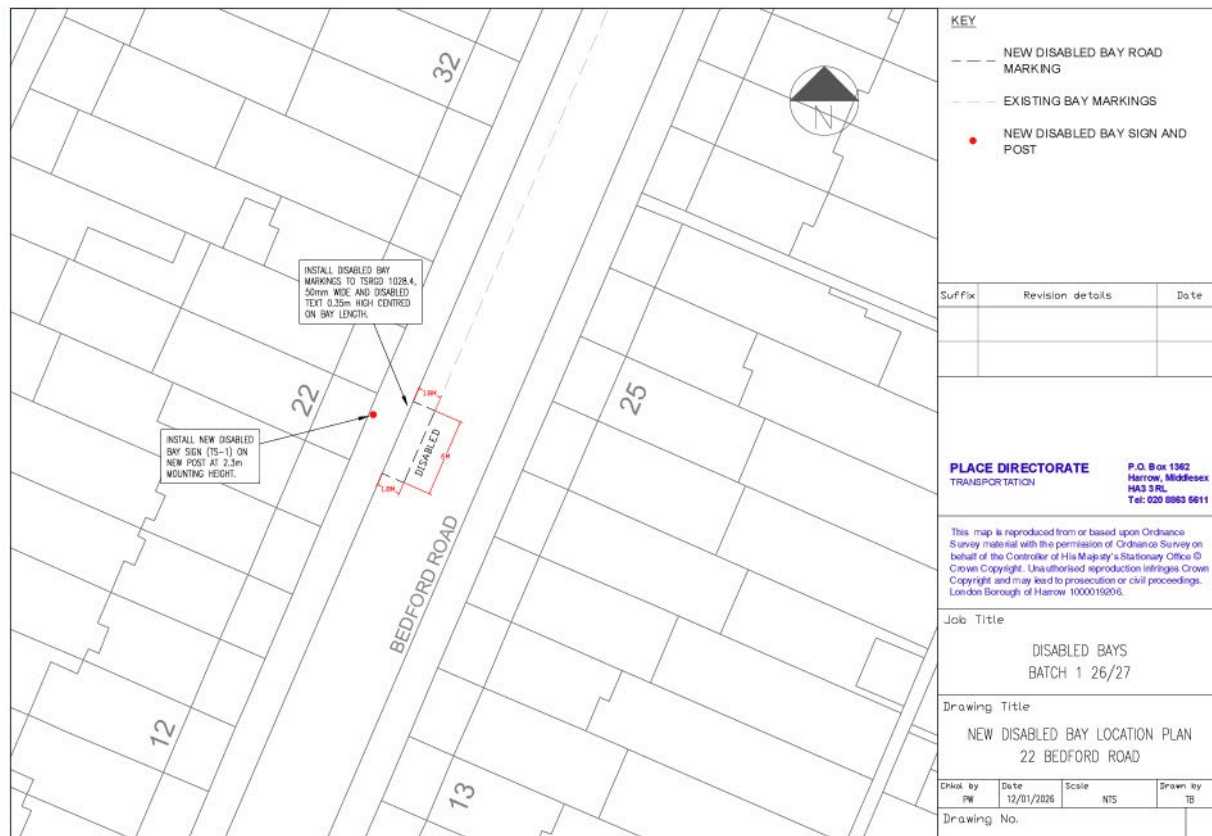 32
N
INSTALL DISABLED BAY
MARKINGS TO TSRGD 1028.4,
50mm WIDE AND DISABLED
TEXT 0.35m HIGH CENTRED
ON BAY LENGTH.
22
25
1.8M
INSTALL NEW DISABLED
BAY SIGN (TS-1) ON
NEW POST AT 2.3m
MOUNTING HEIGHT.
DISABLED
6M
1.8M
BEDFORD ROAD
12
13
KEY
NEW DISABLED BAY ROAD
MARKING
EXISTING BAY MARKINGS
NEW DISABLED BAY SIGN AND
POST
Suffix Revision details Date
PLACE DIRECTORATE
TRANSPORTATION
P.O. Box 1362
Harrow, Middlesex
HA3 3RL
Tel: 020 8863 5611
This map is reproduced from or based upon Ordnance
Survey material with the permission of Ordnance Survey on
behalf of the Controller of His Majesty's Stationary Office ©
Crown Copyright. Unauthorised reproduction infringes Crown
Copyright and may lead to prosecution or civil proceedings.
London Borough of Harrow 1000019206.
Job Title
DISABLED BAYS
BATCH 1 26/27
Drawing Title
NEW DISABLED BAY LOCATION PLAN
22 BEDFORD ROAD
Chkd by Date Scale Drawn by
PW 12/01/2026 NTS TB
Drawing No.